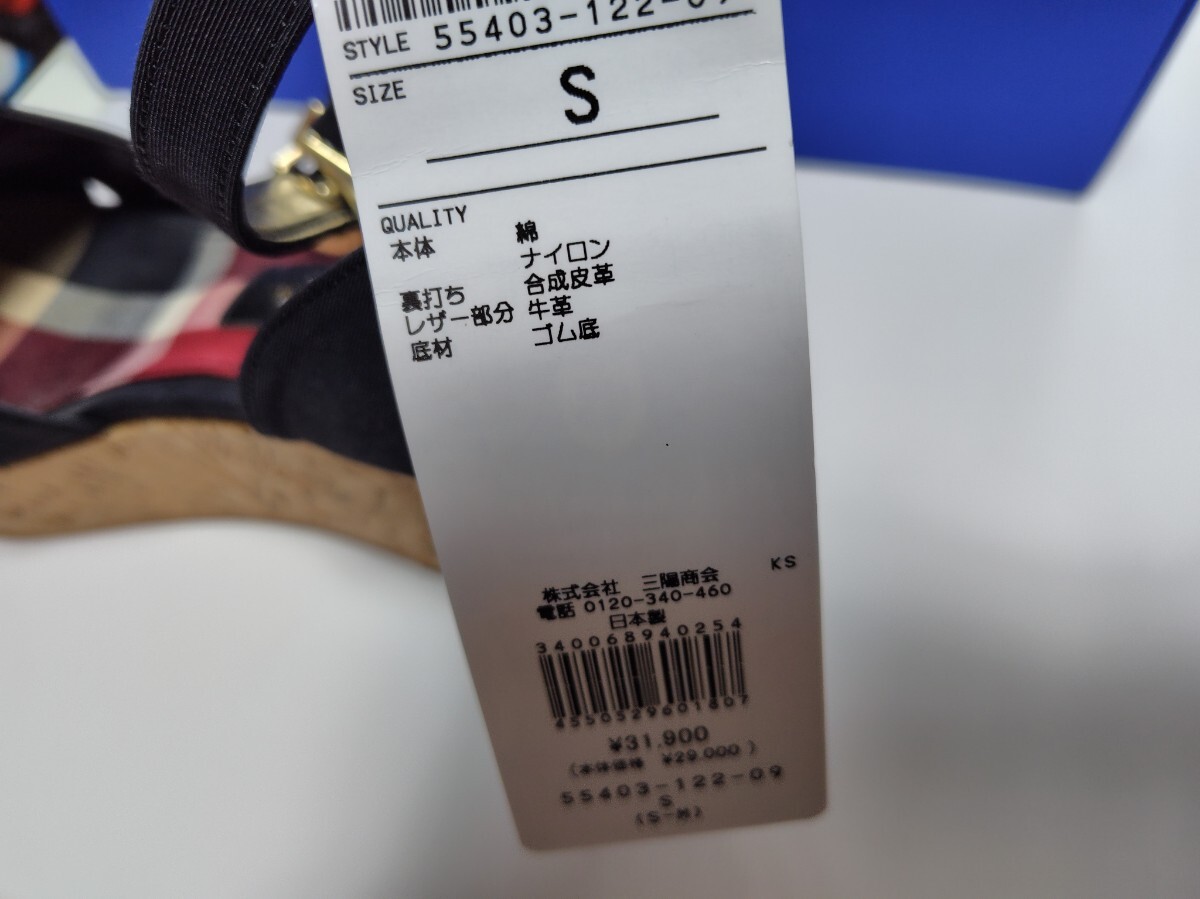 STYLE 55403-122-09
SIZE
S
QUALITY
本体 綿
ナイロン
裏打ち 合成皮革
レザー部分 牛革
底材 ゴム底
KS
株式会社 三陽商会
電話 0120-340-460
日本製
340068940254
4550529601607
¥31,900
(本体価格 ¥29,000)
55403-122-09
S